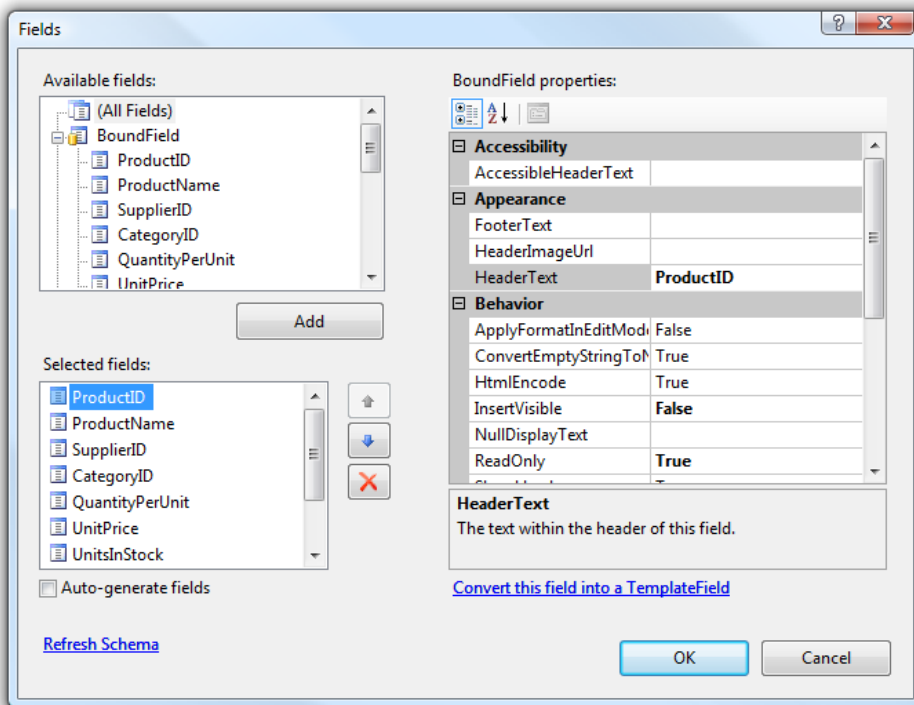 Fields
?
Available fields:
(All Fields)
BoundField
ProductID
ProductName
SupplierID
CategoryID
QuantityPerUnit
UnitPrice
Add
Selected fields:
ProductID
ProductName
SupplierID
CategoryID
QuantityPerUnit
UnitPrice
UnitsInStock
Auto-generate fields
Refresh Schema
BoundField properties:
A Z
Accessibility
AccessibleHeaderText
Appearance
FooterText
HeaderImageUrl
HeaderText ProductID
Behavior
ApplyFormatInEditMod False
ConvertEmptyStringToN True
HtmlEncode True
InsertVisible False
NullDisplayText
ReadOnly True
HeaderText
The text within the header of this field.
Convert this field into a TemplateField
OK
Cancel